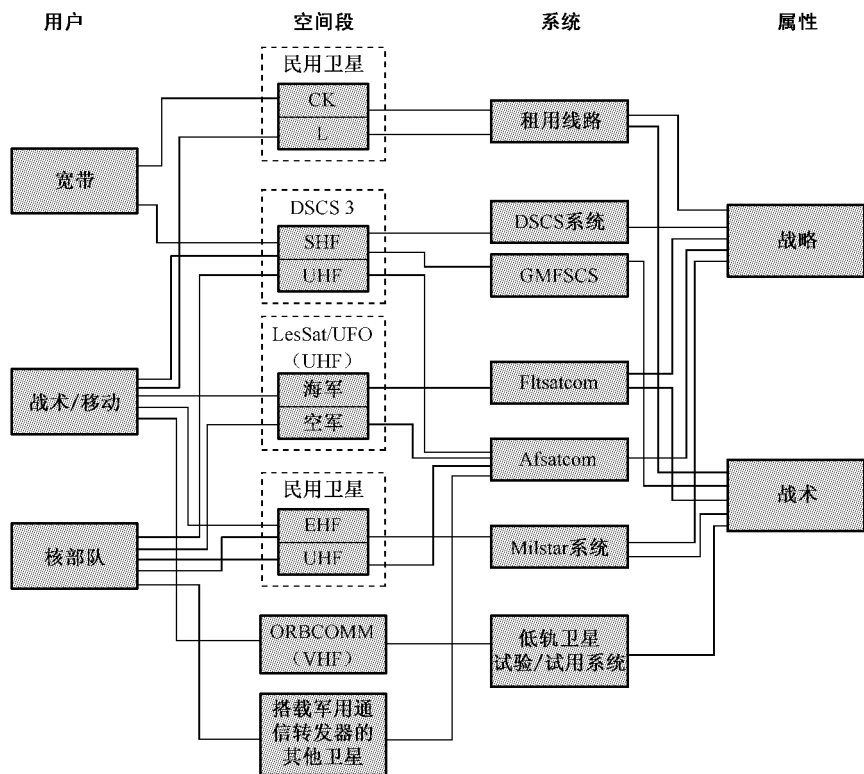 用户 空间段 系统 属性
民用卫星
CK
L
租用线路
宽带
DSCS 3
SHF
UHF
DSCS系统
GMFSCS
战略
LesSat/UFO
（UHF）
海军
空军
战术/移动
Fltsatcom
Afsatcom
战术
民用卫星
EHF
UHF
核部队
Milstar系统
ORBCOMM
（VHF）
低轨卫星
试验/试用系统
搭载军用通
信转发器的
其他卫星